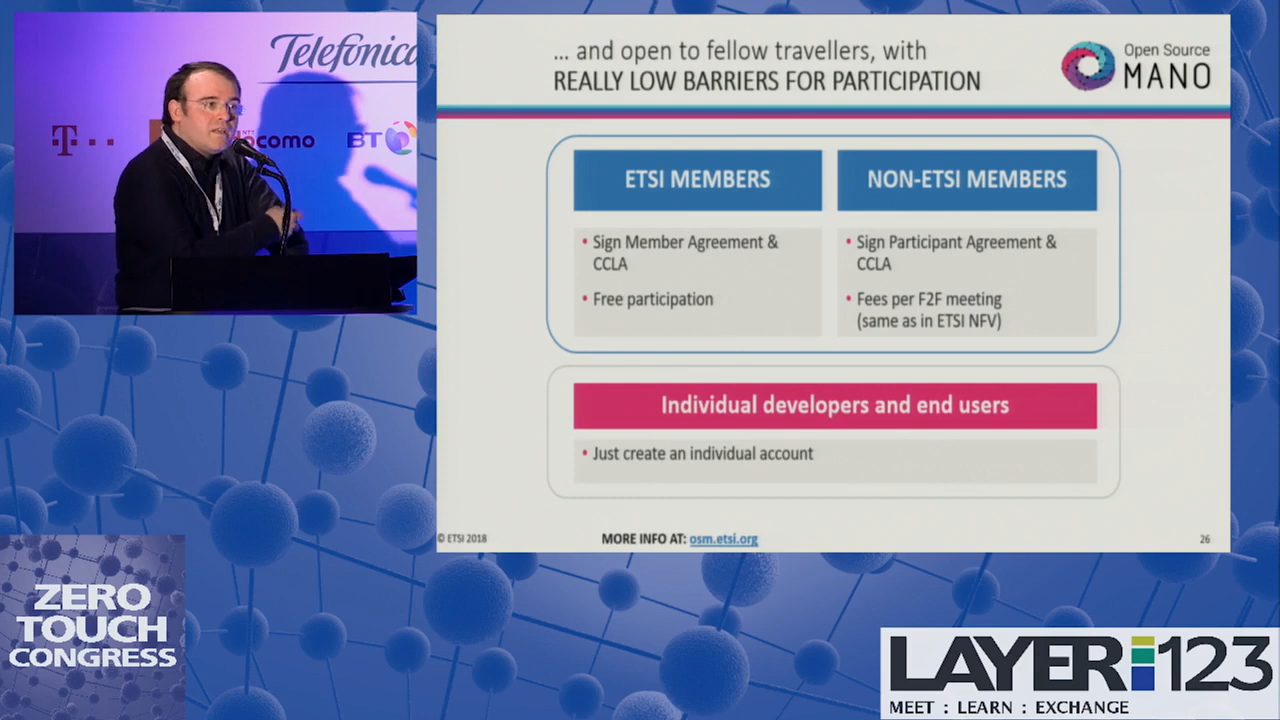 Telefónica
T
NTT
docomo
BT
... and open to fellow travellers, with
REALLY LOW BARRIERS FOR PARTICIPATION
Open Source
MANO
ETSI MEMBERS
NON-ETSI MEMBERS
• Sign Member Agreement &
CCLA
• Free participation
• Sign Participant Agreement &
CCLA
• Fees per F2F meeting
(same as in ETSI NFV)
Individual developers and end users
• Just create an individual account
© ETSI 2018
MORE INFO AT: osm.etsi.org
26
ZERO
TOUCH
CONGRESS
LAYER123
MEET : LEARN : EXCHANGE